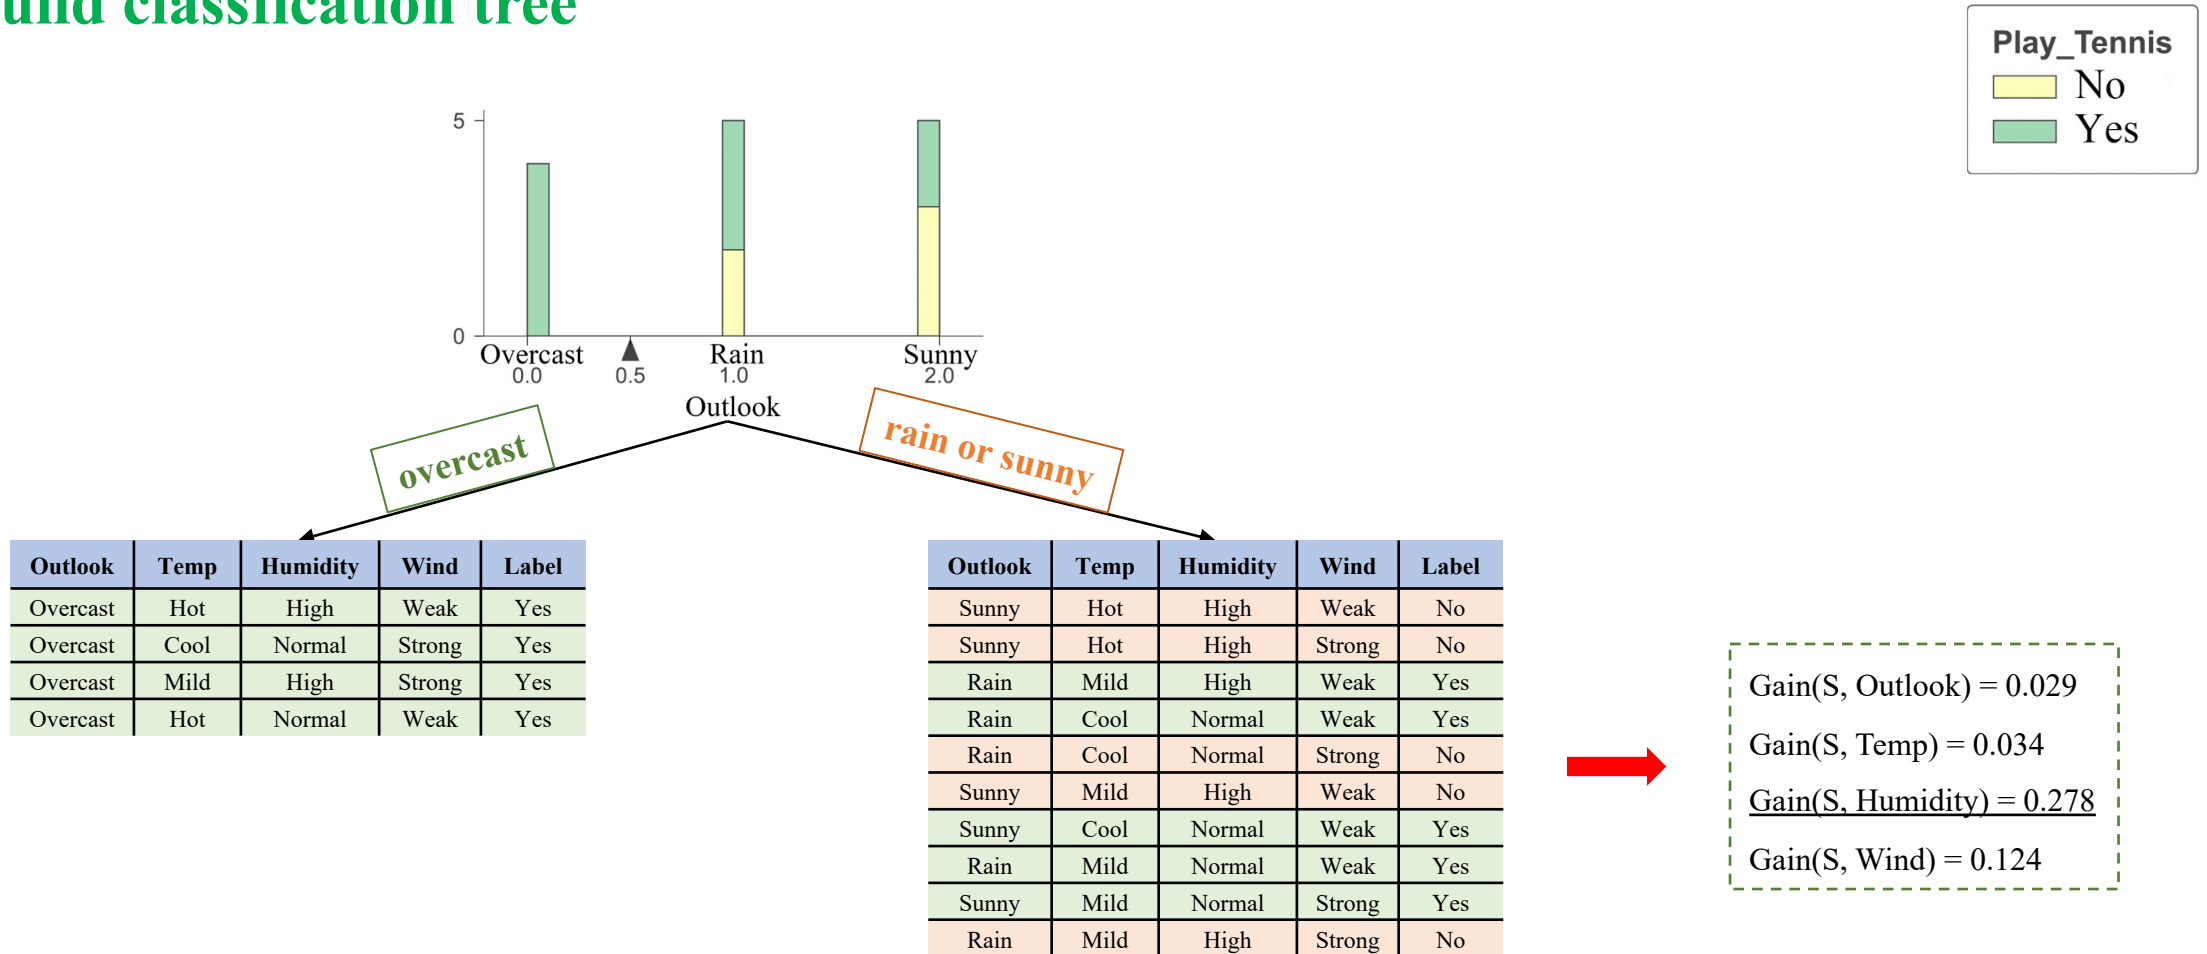 classfication tree
Play_Tennis
No
Yes
5
0
Overcast Rain Sunny
0.0 0.5 1.0 2.0
Outlook
overcast
rain or sunny
Outlook Temp Humidity Wind Label
Overcast Hot High Weak Yes
Overcast Cool Normal Strong Yes
Overcast Mild High Strong Yes
Overcast Hot Normal Weak Yes
Outlook Temp Humidity Wind Label
Sunny Hot High Weak No
Sunny Hot High Strong No
Rain Mild High Weak Yes
Rain Cool Normal Weak Yes
Rain Cool Normal Strong No
Sunny Mild High Weak No
Sunny Cool Normal Weak Yes
Rain Mild Normal Weak Yes
Sunny Mild Normal Strong Yes
Rain Mild High Strong No
Gain(S, Outlook) = 0.029
Gain(S, Temp) = 0.034
Gain(S, Humidity) = 0.278
Gain(S, Wind) = 0.124